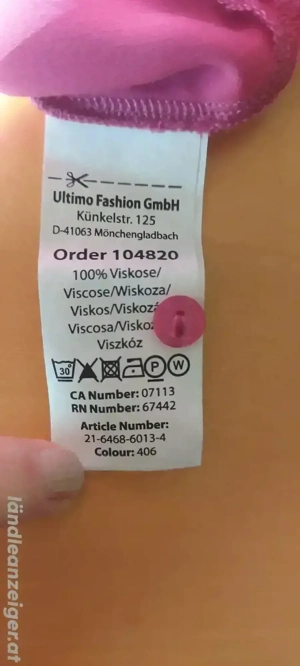 Ultimo Fashion GmbH
Künkelstr. 125
D-41063 Mönchengladbach
Order 104820
100% Viskose/
Viscose/Wiskoza/
Viskos/Viskoz
Viscosa/Visko
Viszkóz
30 P W
CA Number: 07113
RN Number: 67442
Article Number:
21-6468-6013-4
Colour: 406
ländleanzeiger.at